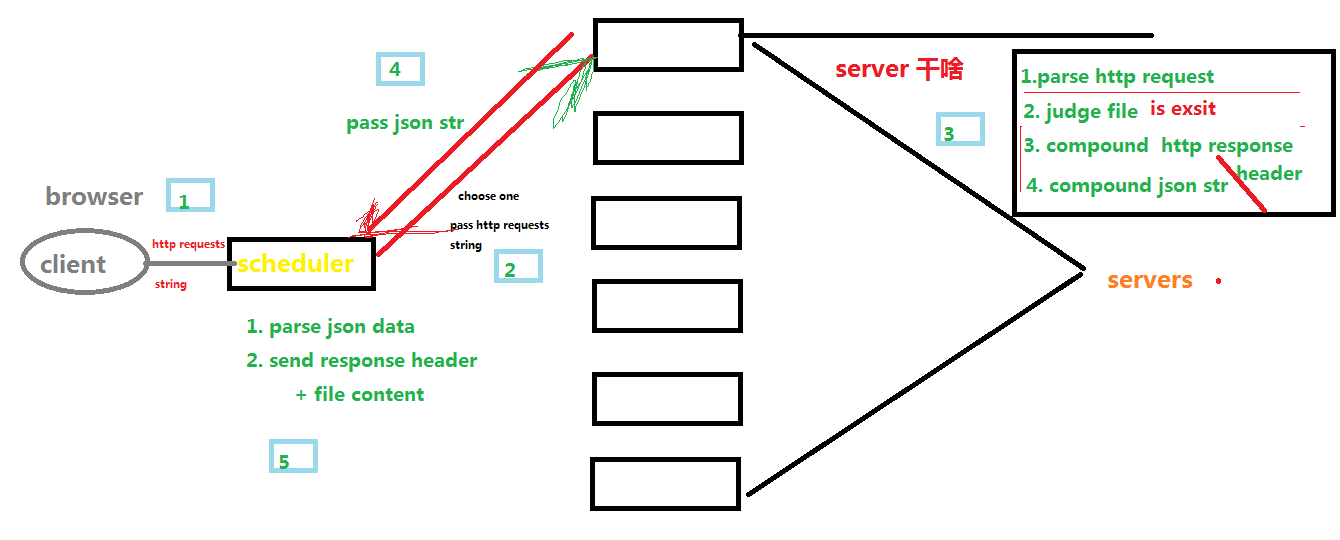 browser
1
client
http requests
string
scheduler
1. parse json data
2. send response header
+ file content
5
4
pass json str
choose one
pass http requests
string
2
server 干啥
3
1.parse http request
2. judge file is exsit
3. compound http response
header
4. compound json str
servers